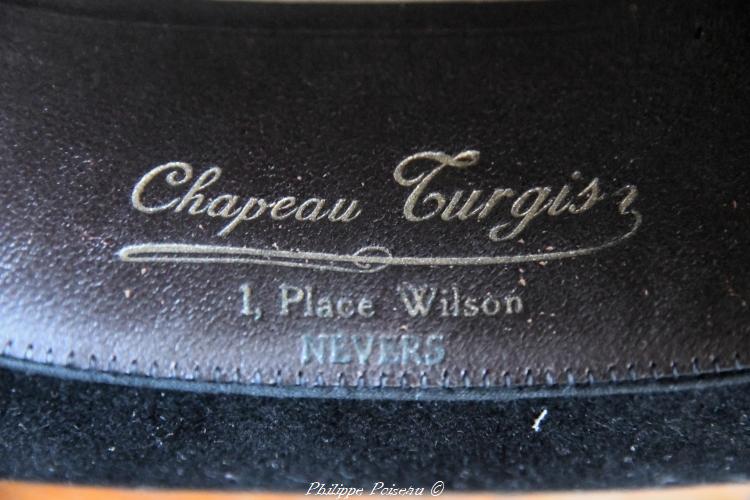 Chapeau Turgis
1, Place Wilson
NEVERS
Philippe Poiseau ©